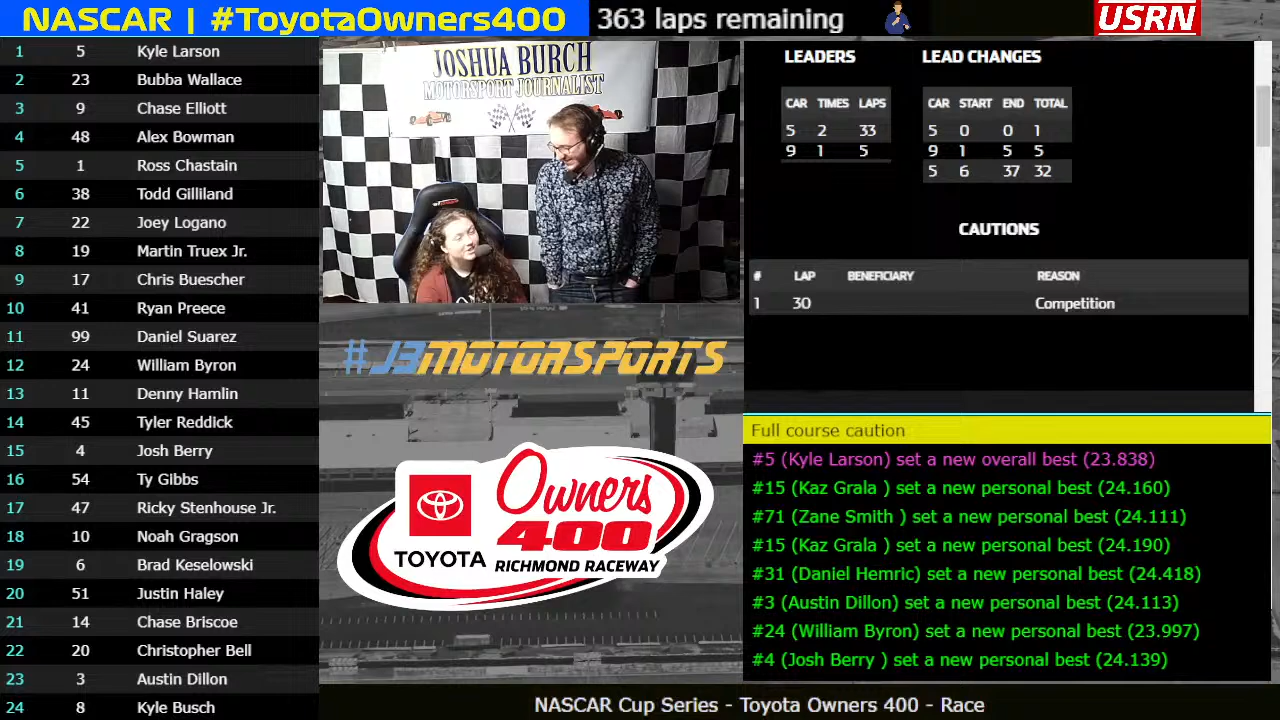 NASCAR | #ToyotaOwners400
363 laps remaining
USRN
1 5 Kyle Larson
2 23 Bubba Wallace
3 9 Chase Elliott
4 48 Alex Bowman
5 1 Ross Chastain
6 38 Todd Gilliland
7 22 Joey Logano
8 19 Martin Truex Jr.
9 17 Chris Buescher
10 41 Ryan Preece
11 99 Daniel Suarez
12 24 William Byron
13 11 Denny Hamlin
14 45 Tyler Reddick
15 4 Josh Berry
16 54 Ty Gibbs
17 47 Ricky Stenhouse Jr.
18 10 Noah Gragson
19 6 Brad Keselowski
20 51 Justin Haley
21 14 Chase Briscoe
22 20 Christopher Bell
23 3 Austin Dillon
24 8 Kyle Busch
JOSHUA BURCH
MOTORSPORT JOURNALIST
#JBMOTORSPORTS
TOYOTA
Owners
400
RICHMOND RACEWAY
LEADERS
CAR TIMES LAPS
5 2 33
9 1 5
LEAD CHANGES
CAR START END TOTAL
5 0 0 1
9 1 5 5
5 6 37 32
CAUTIONS
# LAP BENEFICIARY REASON
1 30 Competition
Full course caution
#5 (Kyle Larson) set a new overall best (23.838)
#15 (Kaz Grala ) set a new personal best (24.160)
#71 (Zane Smith ) set a new personal best (24.111)
#15 (Kaz Grala ) set a new personal best (24.190)
#31 (Daniel Hemric) set a new personal best (24.418)
#3 (Austin Dillon) set a new personal best (24.113)
#24 (William Byron) set a new personal best (23.997)
#4 (Josh Berry ) set a new personal best (24.139)
NASCAR Cup Series - Toyota Owners 400 - Race